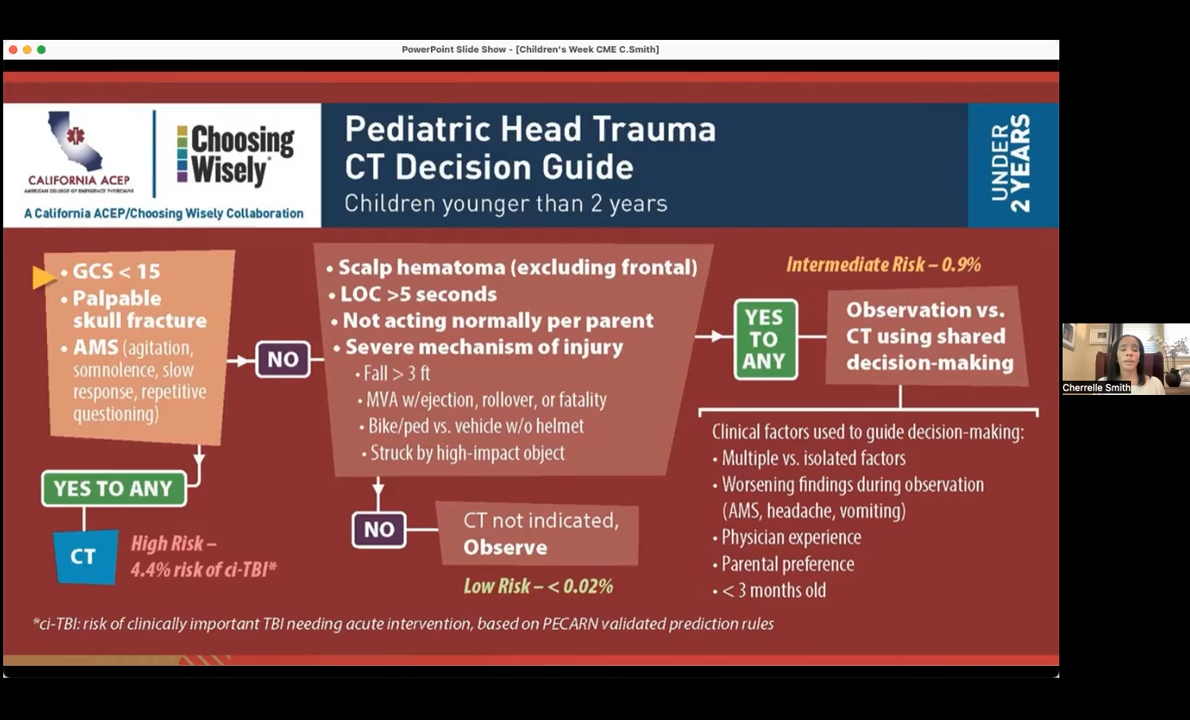 PowerPoint Slide Show - [Children's Week CME C.Smith]
CALIFORNIA ACEP
AMERICAN COLLEGE OF EMERGENCY PHYSICIANS
Choosing
Wisely®
A California ACEP/Choosing Wisely Collaboration
Pediatric Head Trauma
CT Decision Guide
Children younger than 2 years
UNDER
2 YEARS
• GCS < 15
• Palpable
skull fracture
• AMS (agitation,
somnolence, slow
response, repetitive
questioning)
NO
YES TO ANY
CT
High Risk –
4.4% risk of ci-TBI*
• Scalp hematoma (excluding frontal)
• LOC >5 seconds
• Not acting normally per parent
• Severe mechanism of injury
• Fall > 3 ft
• MVA w/ejection, rollover, or fatality
• Bike/ped vs. vehicle w/o helmet
• Struck by high-impact object
NO
CT not indicated,
Observe
Low Risk – < 0.02%
YES
TO
ANY
Intermediate Risk – 0.9%
Observation vs.
CT using shared
decision-making
Clinical factors used to guide decision-making:
• Multiple vs. isolated factors
• Worsening findings during observation
(AMS, headache, vomiting)
• Physician experience
• Parental preference
• < 3 months old
*ci-TBI: risk of clinically important TBI needing acute intervention, based on PECARN validated prediction rules
Cherrelle Smith